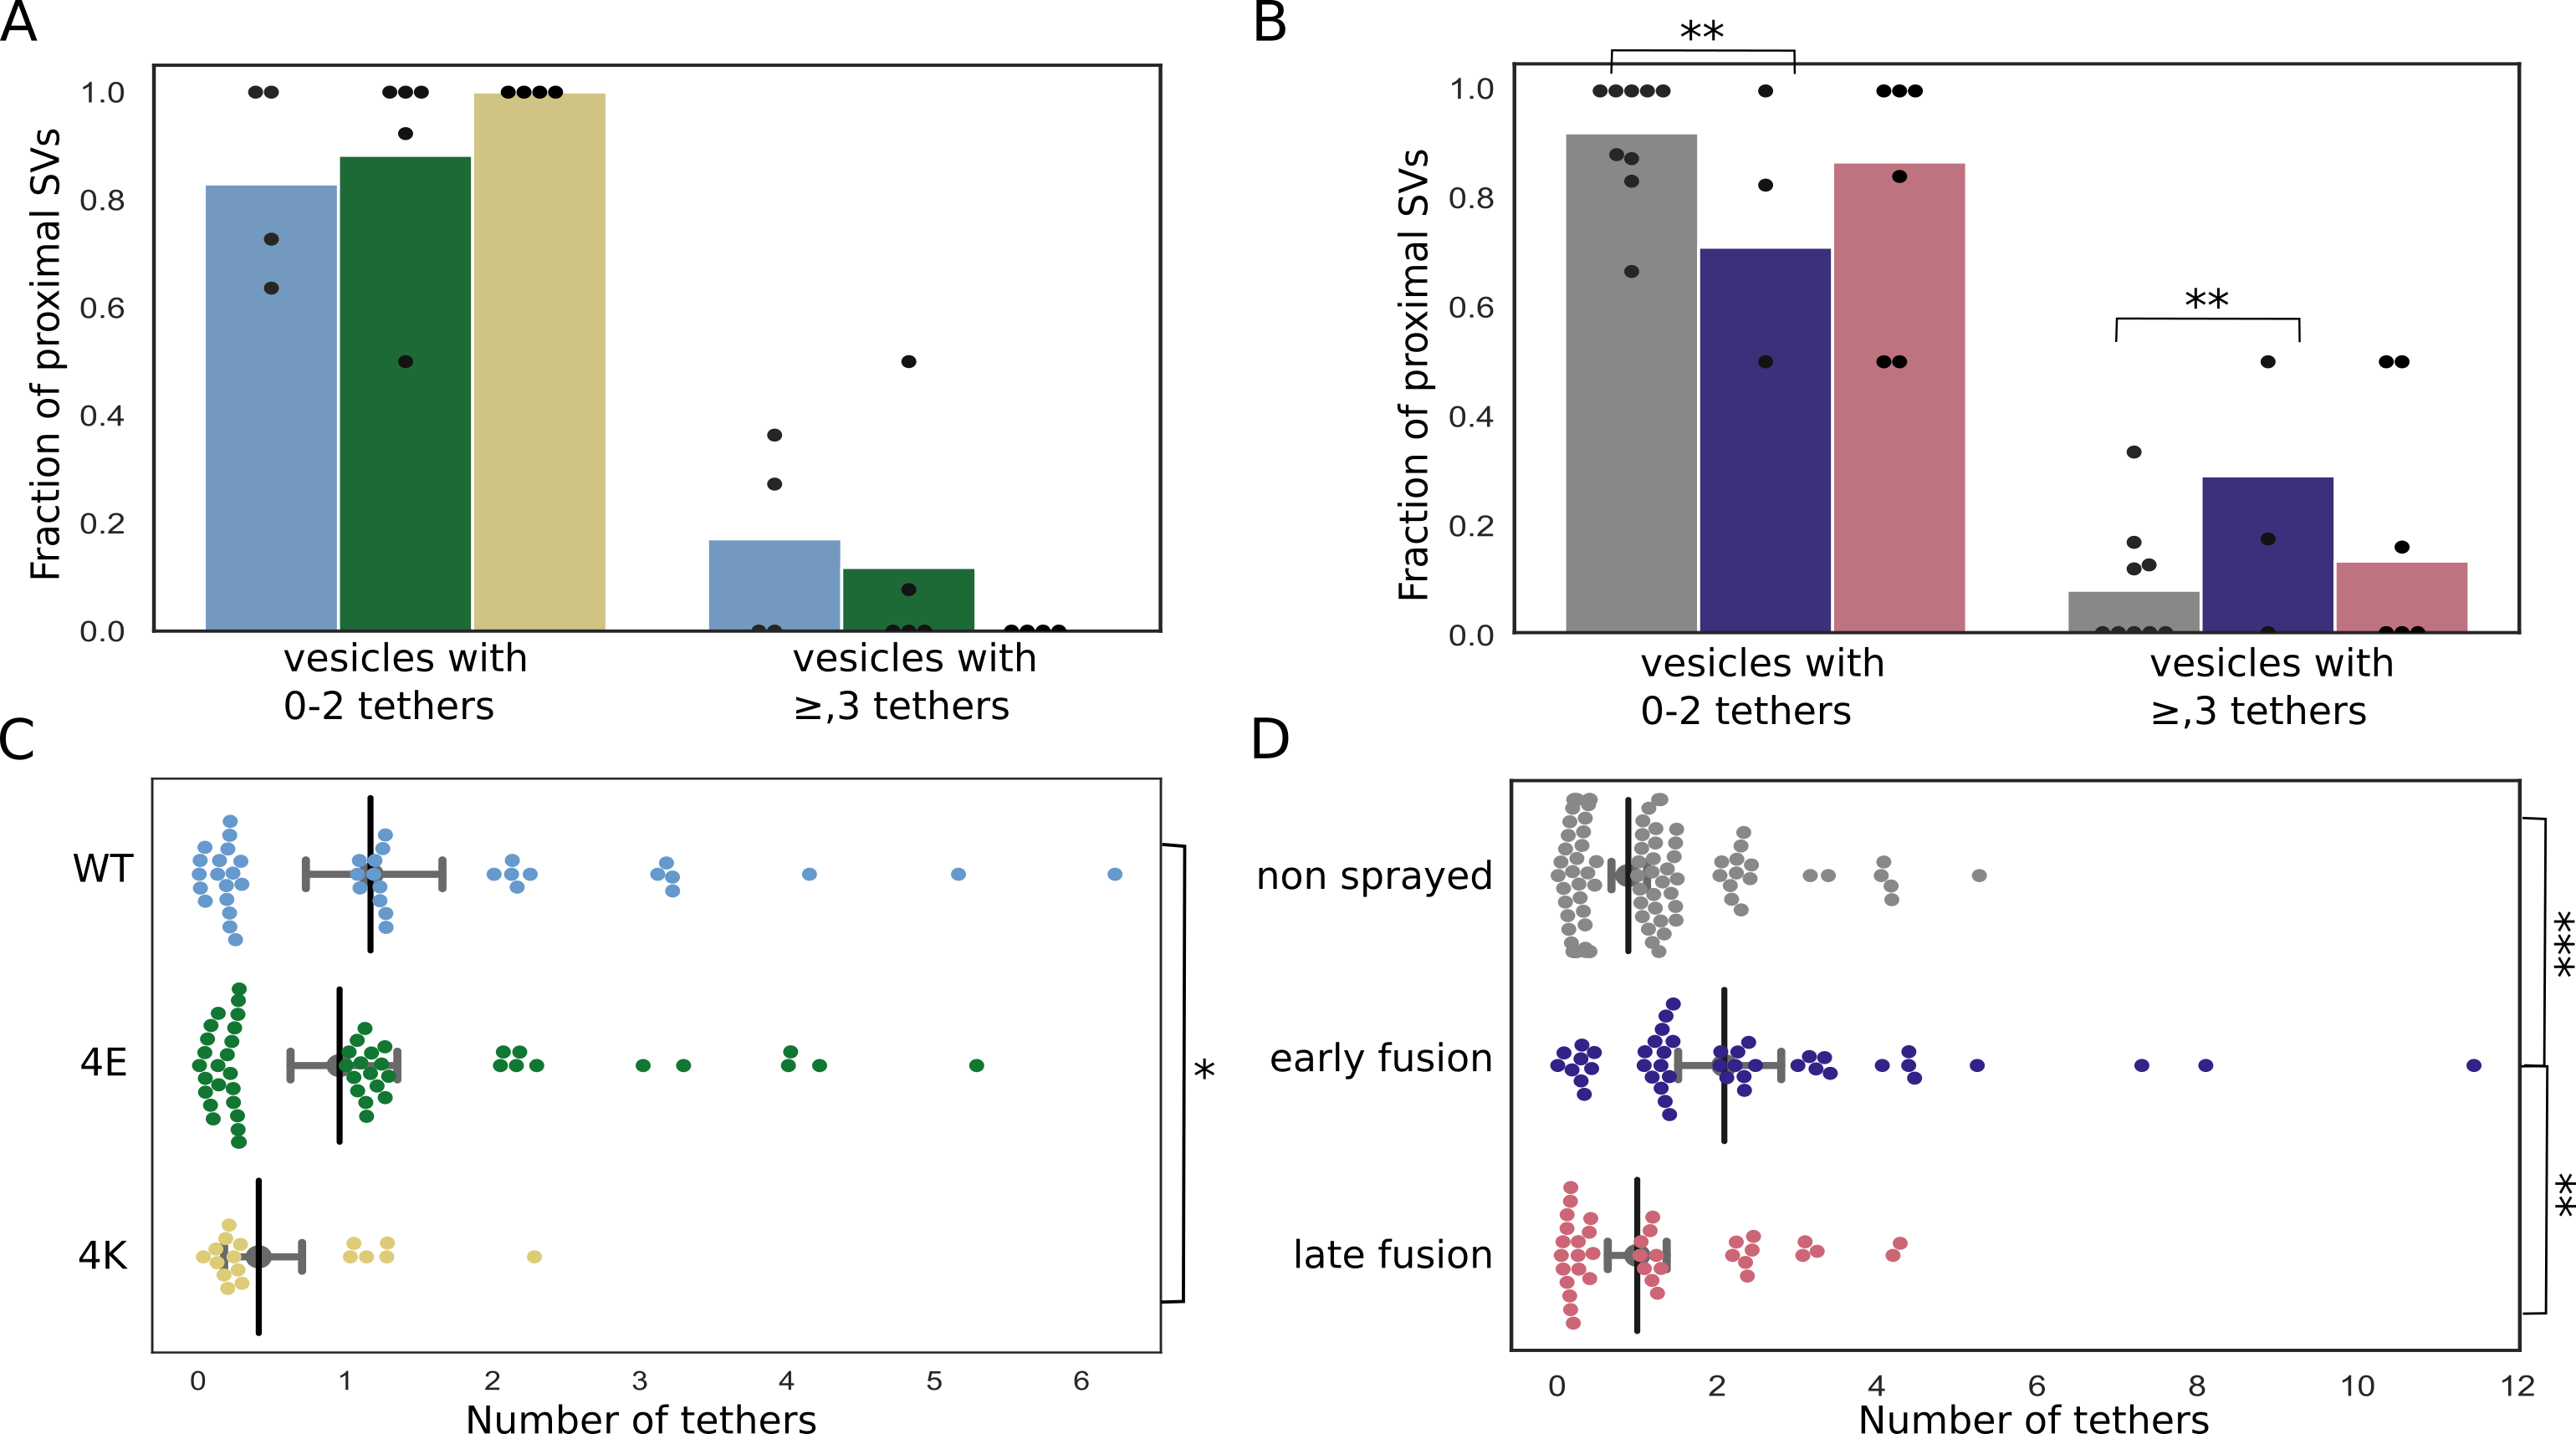 A
B
**
1.0
0.8
0.6
0.4
0.2
0.0
Fraction of proximal SVs
vesicles with
0-2 tethers
vesicles with
≥,3 tethers
1.0
0.8
0.6
0.4
0.2
0.0
Fraction of proximal SVs
**
vesicles with
0-2 tethers
vesicles with
≥,3 tethers
C
WT
4E
4K
*
0 1 2 3 4 5 6
Number of tethers
D
non sprayed
early fusion
late fusion
***
**
0 2 4 6 8 10 12
Number of tethers